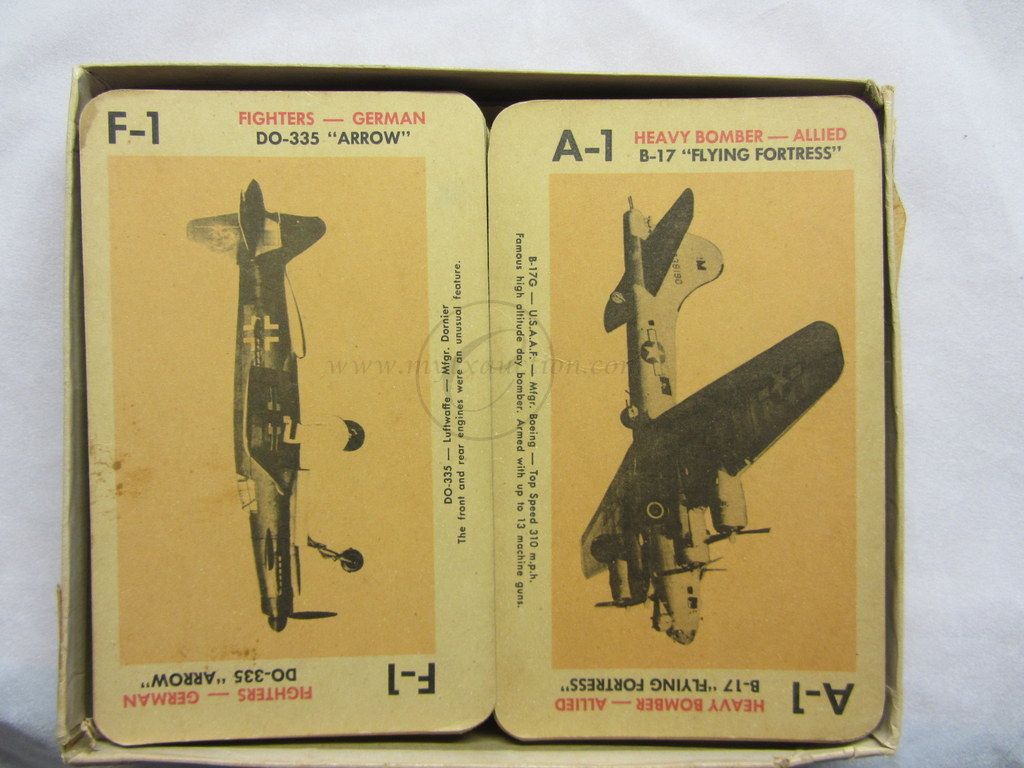 F-1
FIGHTERS — GERMAN
DO-335 "ARROW"
DO-335 — Luftwaffe — Mfgr. Dornier
The front and rear engines were an unusual feature.
F-1
FIGHTERS — GERMAN
DO-335 "ARROW"
A-1
HEAVY BOMBER — ALLIED
B-17 "FLYING FORTRESS"
B-17G — U.S.A.A.F. — Mfgr. Boeing — Top Speed 310 m.p.h.
Famous high altitude day bomber. Armed with up to 13 machine guns.
M
A-1
HEAVY BOMBER — ALLIED
B-17 "FLYING FORTRESS"